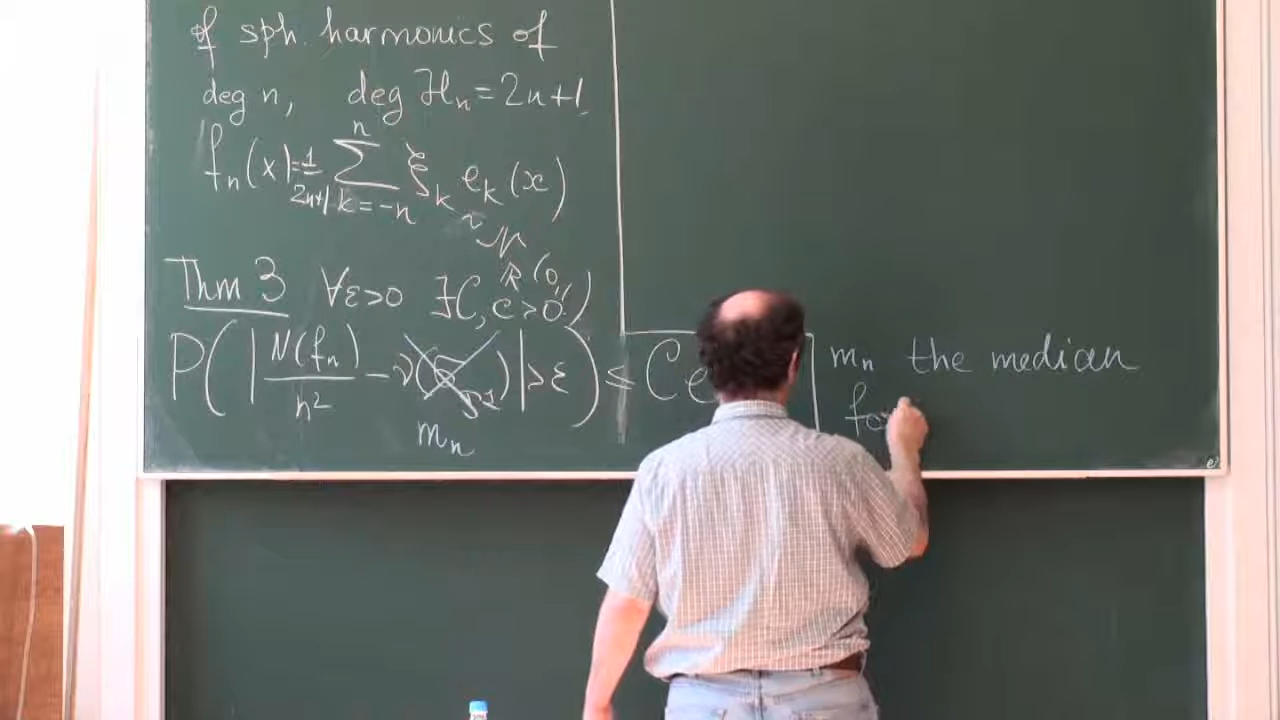 of sph. harmonics of
deg n, deg ℋₙ = 2n+1
fₙ(x) = 1/(2n+1) ∑_{k=-n}^{n} ξₖ eₖ(x)
~ 𝒩_ℝ(0,1)
Thm 3 ∀ε>0 ∃C, c>0:
P(|N(fₙ)/n² − mₙ| > ε) ≤ Ce
mₙ the median
for